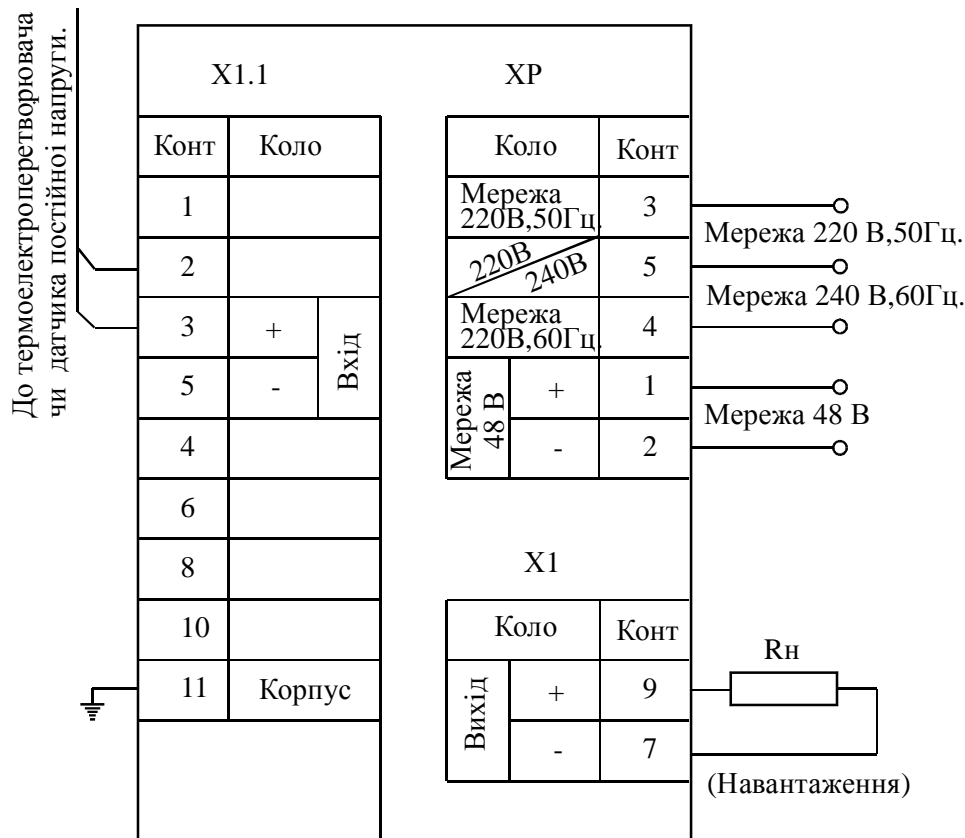 До термоелектроперетворювача
чи датчика постійної напруги.
X1.1
Конт Коло
1
2
3 +
5 -
Вхід
4
6
8
10
11 Корпус
XP
Коло Конт
Мережа
220В,50Гц. 3
220В
240В 5
Мережа
220В,60Гц. 4
Мережа
48 В
+ 1
- 2
Мережа 220 В,50Гц.
Мережа 240 В,60Гц.
Мережа 48 В
X1
Коло Конт
Вихід
+ 9
- 7
Rн
(Навантаження)